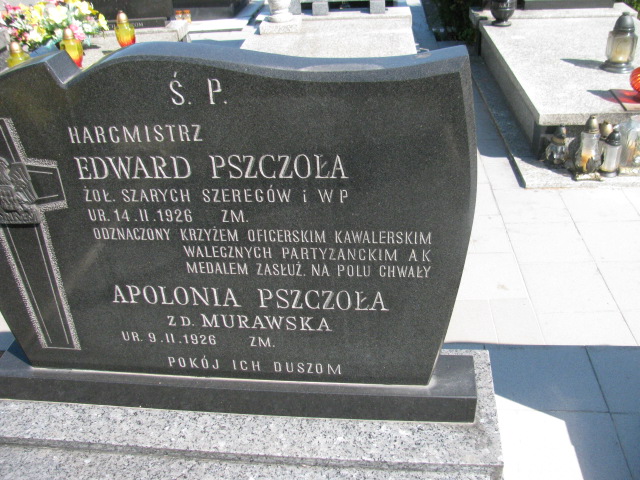 Ś. P.
HARCMISTRZ
EDWARD PSZCZOŁA
ŻOŁ. SZARYCH SZEREGÓW i WP
UR. 14.II.1926 ZM.
ODZNACZONY KRZYŻEM OFICERSKIM KAWALERSKIM
WALECZNYCH PARTYZANCKIM AK
MEDALEM ZASŁUŻ. NA POLU CHWAŁY
APOLONIA PSZCZOŁA
Z D. MURAWSKA
UR. 9.II.1926 ZM.
POKÓJ ICH DUSZOM